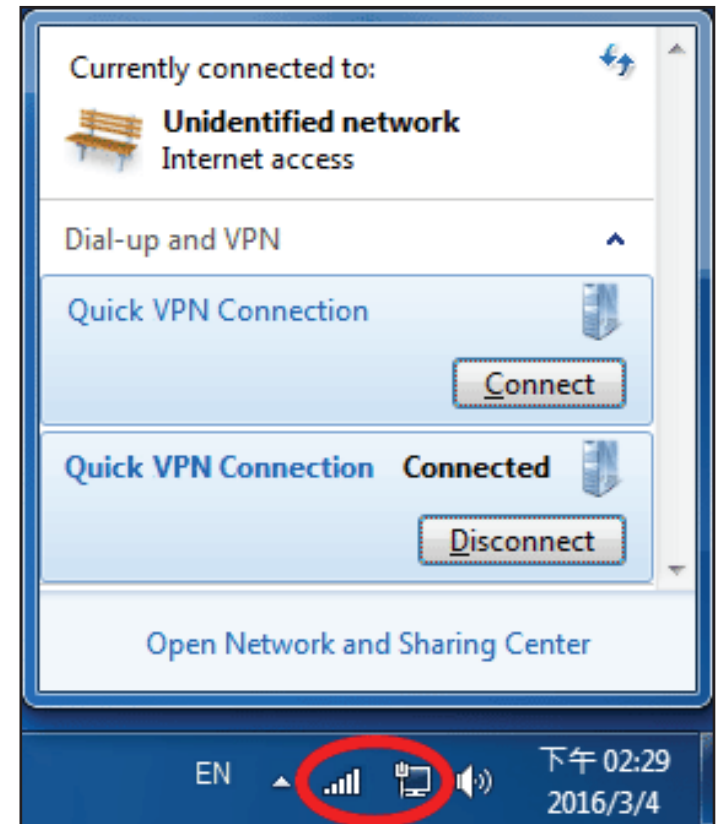 Currently connected to:
Unidentified network
Internet access
Dial-up and VPN
Quick VPN Connection
Connect
Quick VPN Connection Connected
Disconnect
Open Network and Sharing Center
EN
下午 02:29
2016/3/4